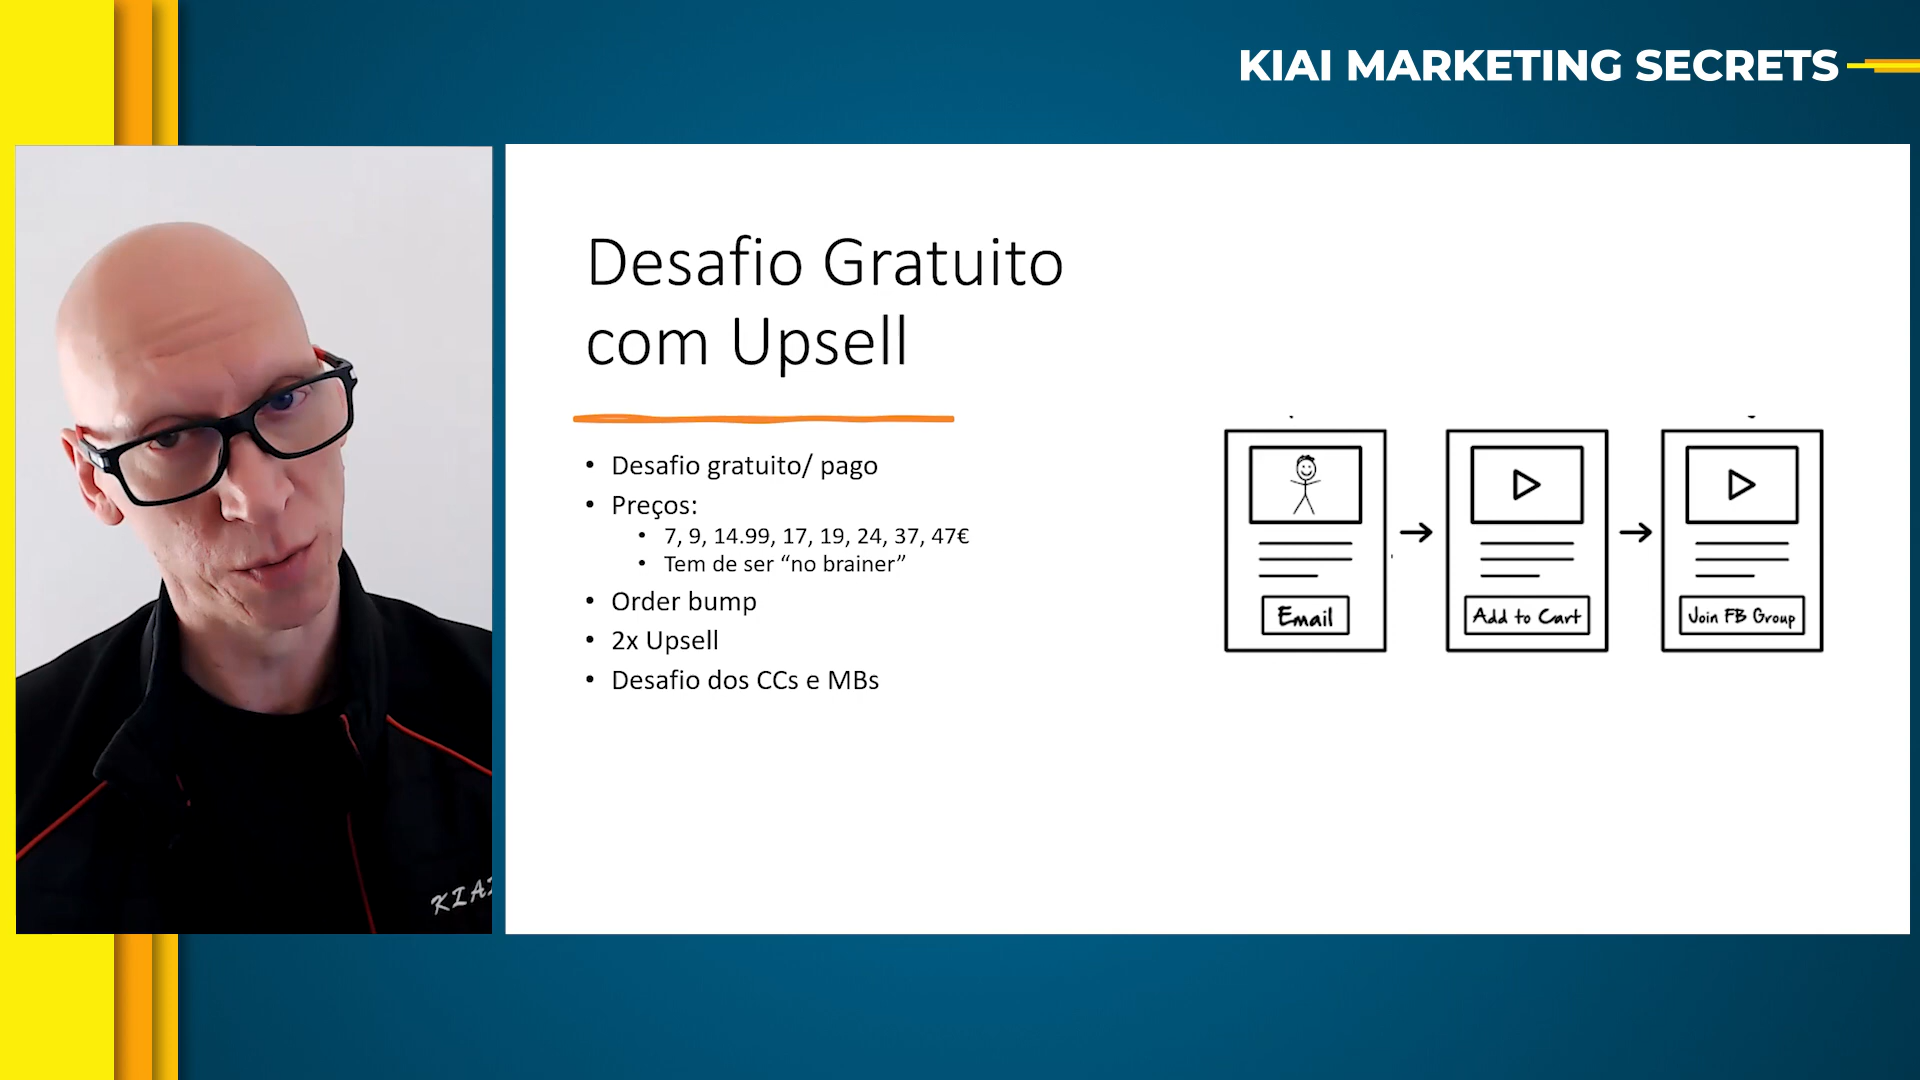 KIAI MARKETING SECRETS
Desafio Gratuito
com Upsell
• Desafio gratuito/ pago
• Preços:
• 7, 9, 14.99, 17, 19, 24, 37, 47€
• Tem de ser “no brainer”
• Order bump
• 2x Upsell
• Desafio dos CCs e MBs
Email
Add to Cart
Join FB Group
KIAI